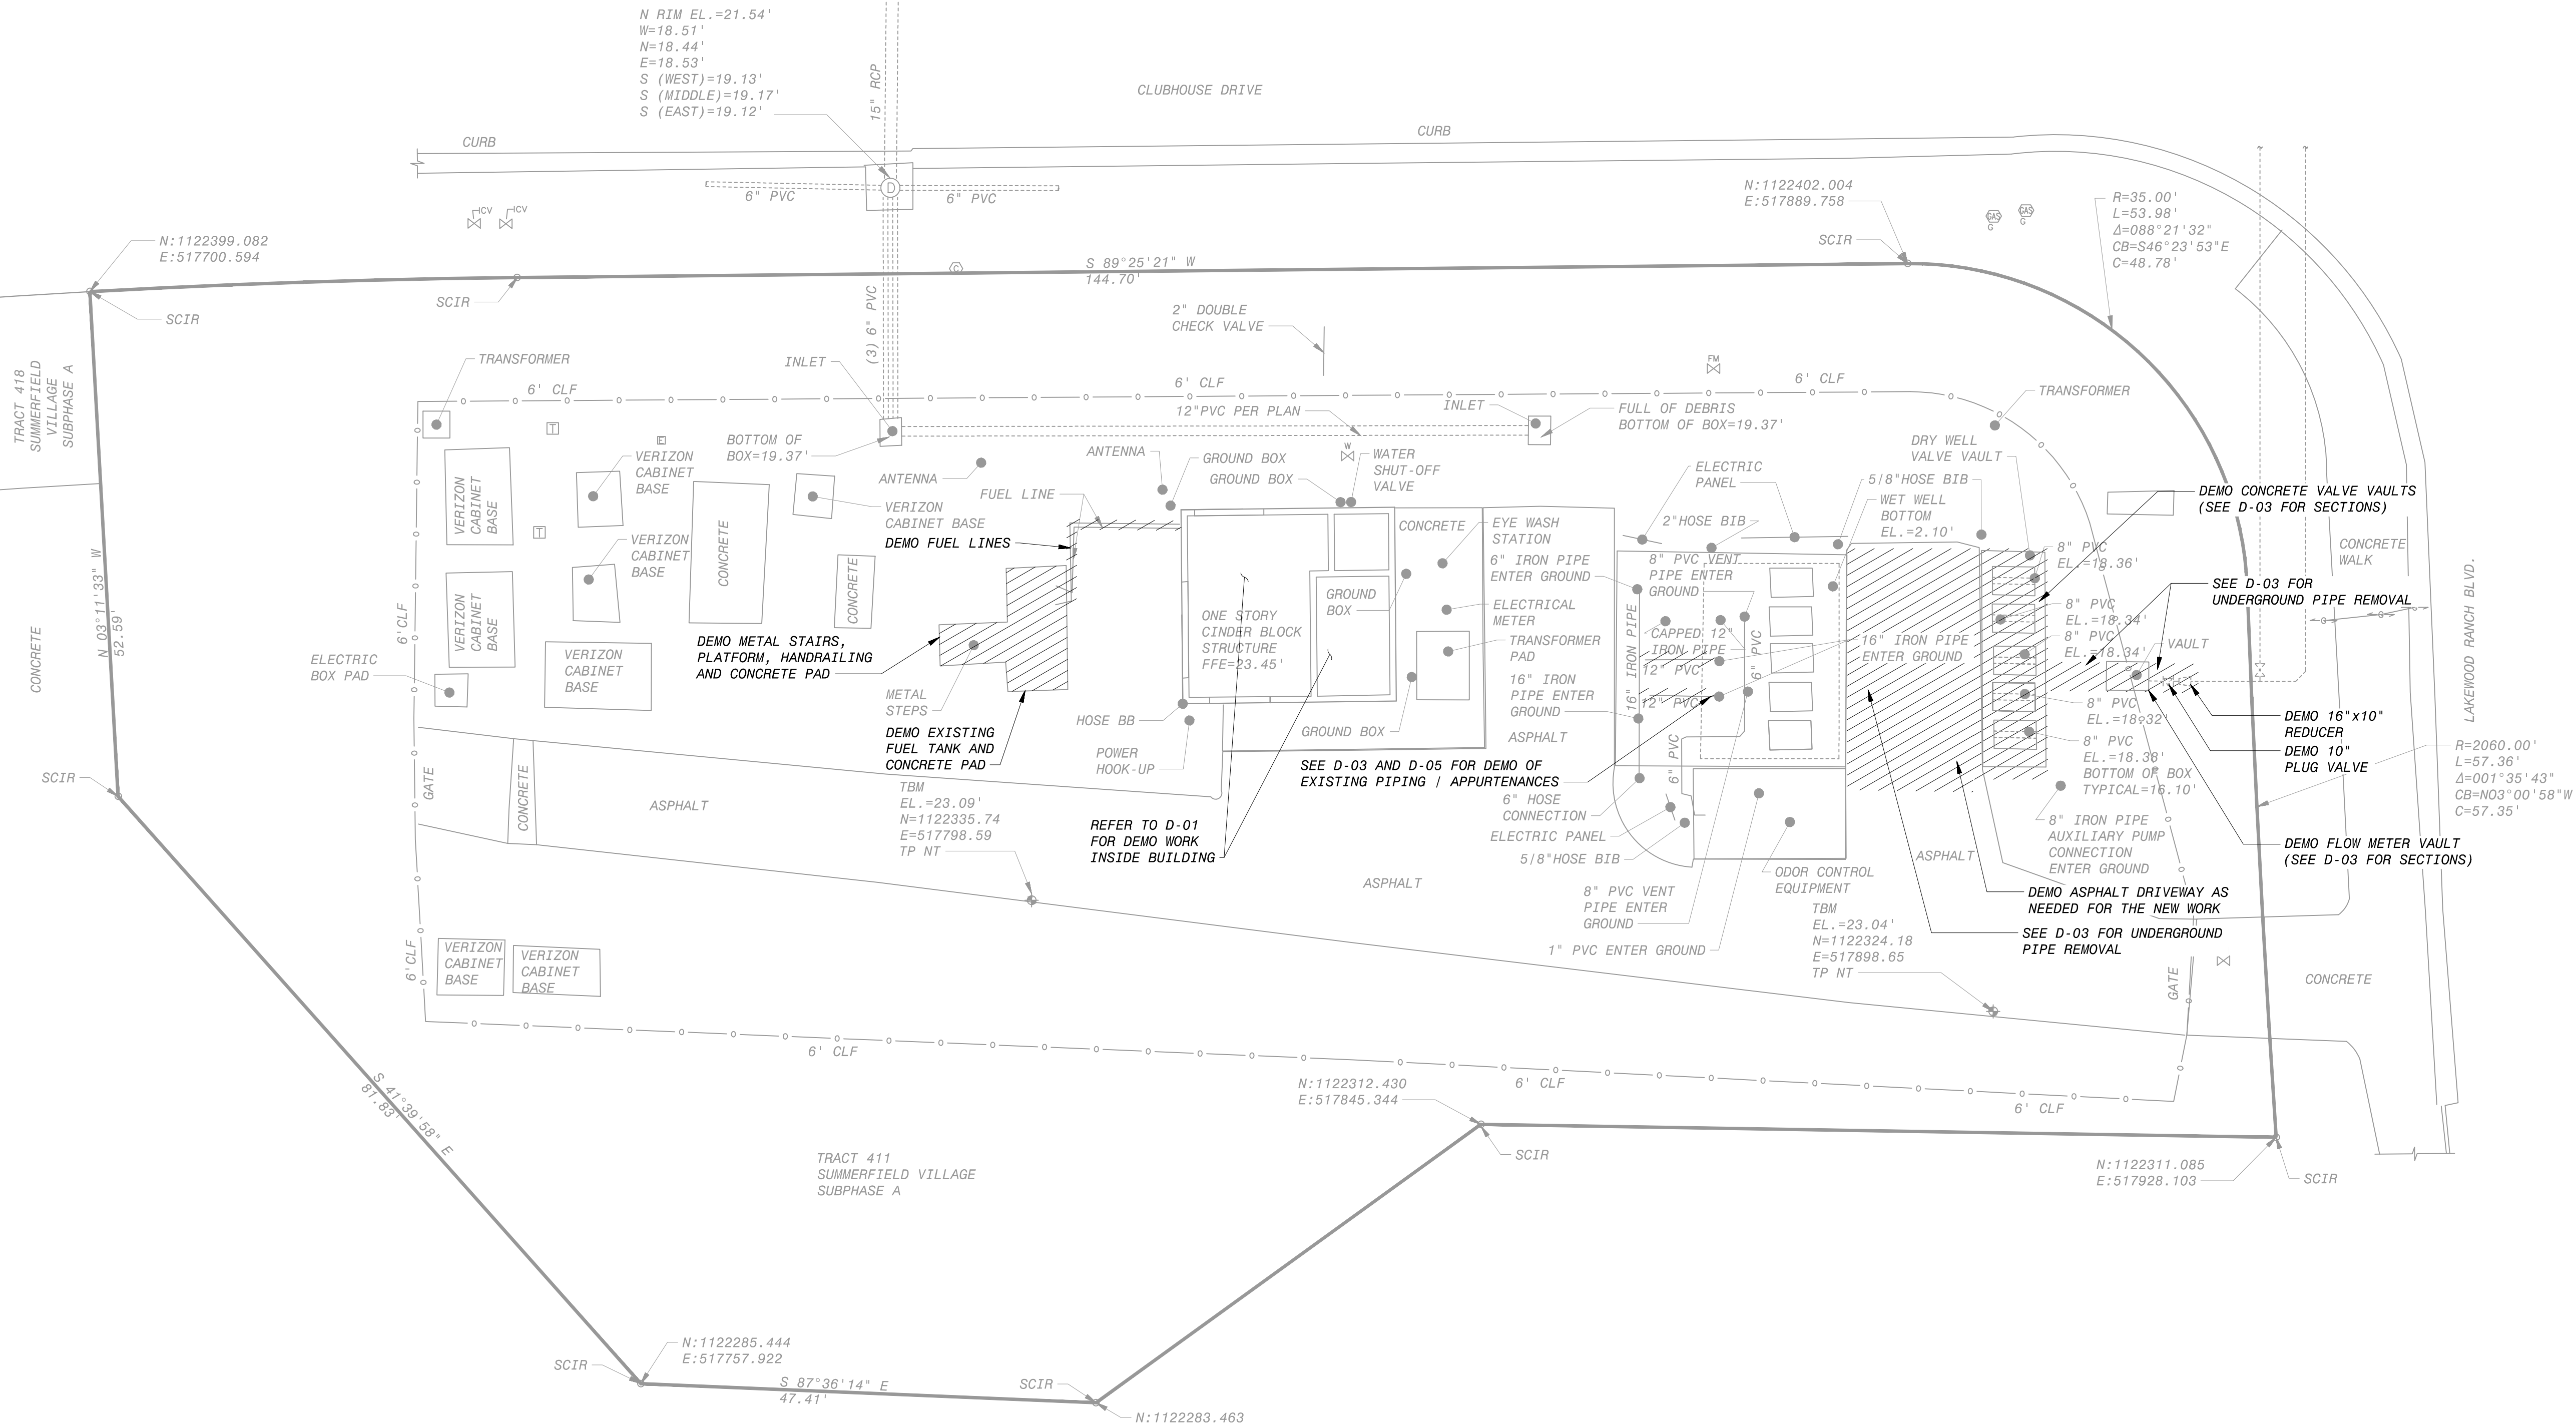 N RIM EL.=21.54'
W=18.51'
N=18.44'
E=18.53'
S (WEST)=19.13'
S (MIDDLE)=19.17'
S (EAST)=19.12'
15" RCP
CLUBHOUSE DRIVE
CURB
CURB
D
6" PVC
6" PVC
ICV
ICV
N:1122402.004
E:517889.758
GAS
G
GAS
G
R=35.00'
L=53.98'
Δ=088°21'32"
CB=S46°23'53"E
C=48.78'
N:1122399.082
E:517700.594
SCIR
SCIR
SCIR
C
S 89°25'21" W
144.70'
(3) 6" PVC
2" DOUBLE
CHECK VALVE
TRACT 418
SUMMERFIELD
VILLAGE
SUBPHASE A
TRANSFORMER
INLET
6' CLF
6' CLF
FM
6' CLF
TRANSFORMER
12"PVC PER PLAN
INLET
FULL OF DEBRIS
BOTTOM OF BOX=19.37'
T
E
BOTTOM OF
BOX=19.37'
VERIZON
CABINET
BASE
VERIZON
CABINET
BASE
ANTENNA
ANTENNA
GROUND BOX
GROUND BOX
W
WATER
SHUT-OFF
VALVE
ELECTRIC
PANEL
DRY WELL
VALVE VAULT
5/8"HOSE BIB
WET WELL
BOTTOM
EL.=2.10'
DEMO CONCRETE VALVE VAULTS
(SEE D-03 FOR SECTIONS)
FUEL LINE
VERIZON
CABINET BASE
DEMO FUEL LINES
CONCRETE
CONCRETE
EYE WASH
STATION
2"HOSE BIB
6" IRON PIPE
ENTER GROUND
8" PVC VENT
PIPE ENTER
GROUND
8" PVC
EL.=18.36'
CONCRETE
WALK
LAKEWOOD RANCH BLVD.
T
VERIZON
CABINET
BASE
N 03°11'33" W
52.59'
6'CLF
VERIZON
CABINET
BASE
CONCRETE
GROUND
BOX
ELECTRICAL
METER
SEE D-03 FOR
UNDERGROUND PIPE REMOVAL
8" PVC
EL.=18.34'
G
G
G
ONE STORY
CINDER BLOCK
STRUCTURE
FFE=23.45'
TRANSFORMER
PAD
16" IRON PIPE
CAPPED 12"
IRON PIPE
6" PVC
16" IRON PIPE
ENTER GROUND
8" PVC
EL.=18.34'
VAULT
CONCRETE
ELECTRIC
BOX PAD
VERIZON
CABINET
BASE
DEMO METAL STAIRS,
PLATFORM, HANDRAILING
AND CONCRETE PAD
12" PVC
12" PVC
16" IRON
PIPE ENTER
GROUND
METAL
STEPS
HOSE BB
GROUND BOX
ASPHALT
8" PVC
EL.=18.32'
DEMO 16"x10"
REDUCER
DEMO EXISTING
FUEL TANK AND
CONCRETE PAD
POWER
HOOK-UP
SEE D-03 AND D-05 FOR DEMO OF
EXISTING PIPING / APPURTENANCES
6" PVC
8" PVC
EL.=18.38'
BOTTOM OF BOX
TYPICAL=16.10'
DEMO 10"
PLUG VALVE
R=2060.00'
L=57.36'
Δ=001°35'43"
CB=N03°00'58"W
C=57.35'
SCIR
GATE
CONCRETE
ASPHALT
TBM
EL.=23.09'
N=1122335.74
E=517798.59
TP NT
REFER TO D-01
FOR DEMO WORK
INSIDE BUILDING
6" HOSE
CONNECTION
ELECTRIC PANEL
5/8"HOSE BIB
8" IRON PIPE
AUXILIARY PUMP
CONNECTION
ENTER GROUND
DEMO FLOW METER VAULT
(SEE D-03 FOR SECTIONS)
ASPHALT
ASPHALT
ODOR CONTROL
EQUIPMENT
8" PVC VENT
PIPE ENTER
GROUND
1" PVC ENTER GROUND
TBM
EL.=23.04'
N=1122324.18
E=517898.65
TP NT
DEMO ASPHALT DRIVEWAY AS
NEEDED FOR THE NEW WORK
SEE D-03 FOR UNDERGROUND
PIPE REMOVAL
6'CLF
VERIZON
CABINET
BASE
VERIZON
CABINET
BASE
GATE
CONCRETE
6' CLF
6' CLF
6' CLF
S 41°39'58" E
81.83'
N:1122312.430
E:517845.344
SCIR
TRACT 411
SUMMERFIELD VILLAGE
SUBPHASE A
N:1122311.085
E:517928.103
SCIR
N:1122285.444
E:517757.922
SCIR
S 87°36'14" E
47.41'
SCIR
N:1122283.463